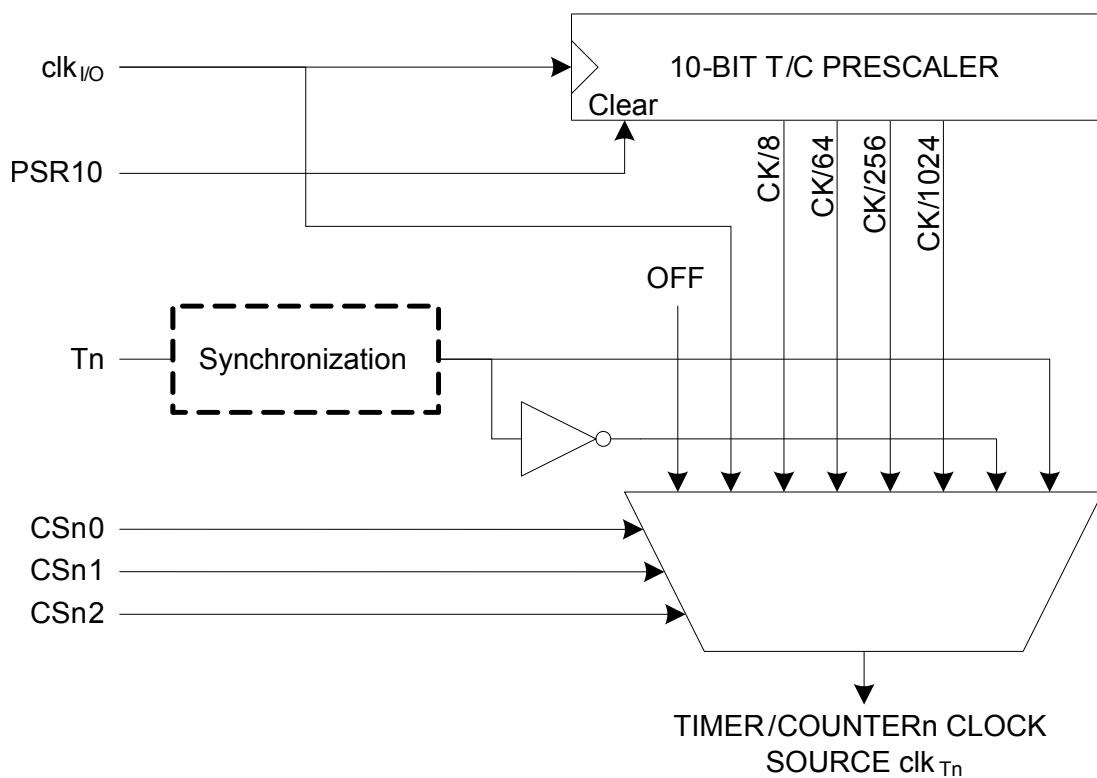 clkI/O
10-BIT T/C PRESCALER
Clear
PSR10
CK/8
CK/64
CK/256
CK/1024
OFF
Tn
Synchronization
CSn0
CSn1
CSn2
TIMER/COUNTERn CLOCK
SOURCE clkTn